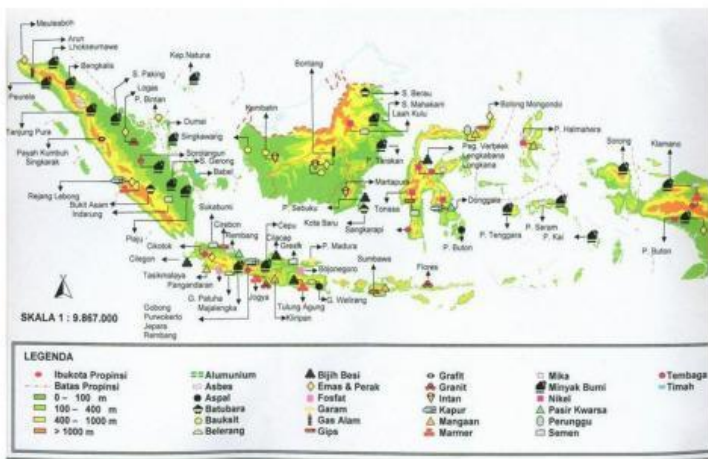 Meulaboh
Arun
Lhokseumawe
Bengkalis
Kep.Natuna
S. Paking
Logas
P. Bintan
Dumai
Singkawang
Peurela
Tanjung Pura
Payah Kumbuh
Singkarak
Sorolangun
S. Gerong
Babel
Rejang Lebong
Bukit Asam
Indarung
Plaju
Bontang
Kembatin
S. Berau
S. Mahakam
Laah Kulu
P. Tarakan
Martapura
P. Sebuku
Kota Baru
Sangkarapi
Bolong Mongondo
Peg. Verbeek
Lengkabana
Longkana
P. Halmahera
Sorong
Klamono
Donggala
Tonasa
P. Buton
P. Tenggara
P. Seram
P. Kai
P. Buton
Sukabumi
Cirebon
Rembang
Cepu
Cilacap
Gresik
P. Madura
Cikotok
Cilegon
Tasikmalaya
Pangandaran
G. Patuha
Majalengka
Jogya
Tulung Agung
Kliripan
Bojonegoro
G. Welirang
Sumbawa
Flores
Gobong
Purwokerto
Jepara
Rembang
SKALA 1 : 9.867.000
LEGENDA
Ibukota Propinsi
Batas Propinsi
0 – 100 m
100 – 400 m
400 – 1000 m
> 1000 m
Alumunium
Asbes
Aspal
Batubara
Bauksit
Belerang
Bijih Besi
Emas & Perak
Fosfat
Garam
Gas Alam
Gips
Grafit
Granit
Intan
Kapur
Mangaan
Marmer
Mika
Minyak Bumi
Nikel
Pasir Kwarsa
Perunggu
Semen
Tembaga
Timah